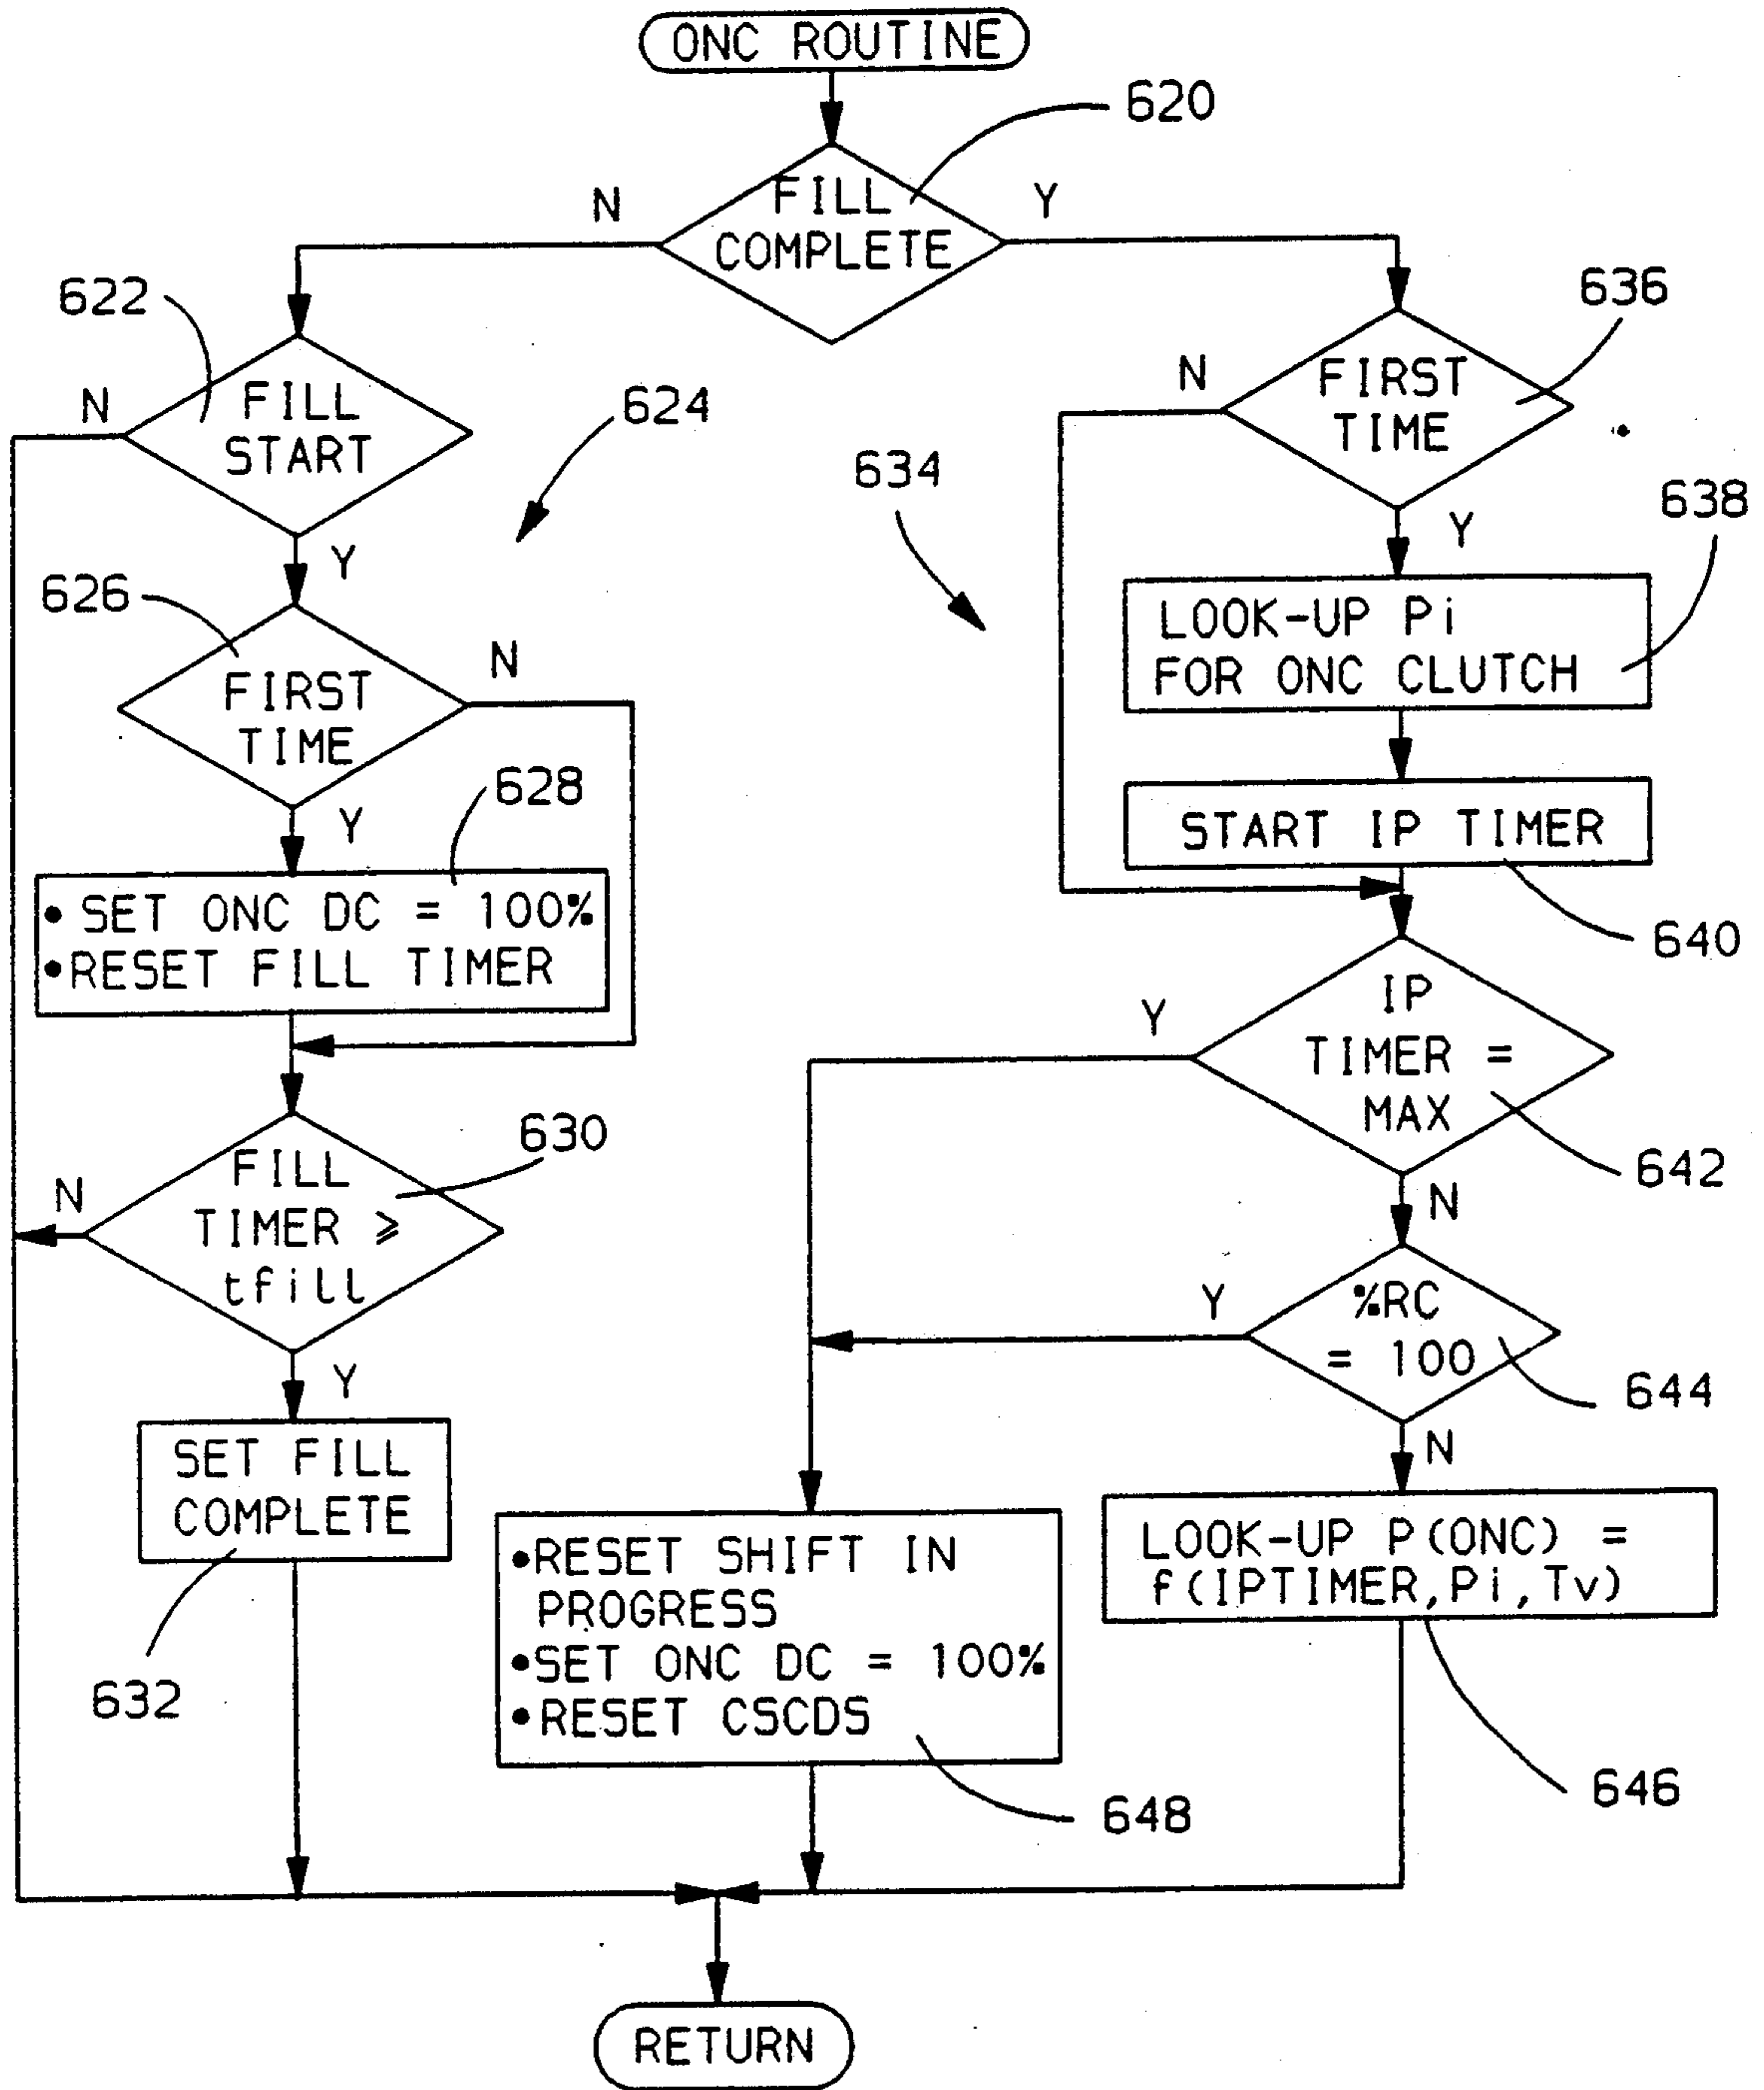 ONC ROUTINE
620
N
FILL
COMPLETE
Y
622
N
FILL
START
624
634
636
N
FIRST
TIME
638
Y
Y
626
FIRST
TIME
N
LOOK-UP Pi
FOR ONC CLUTCH
628
Y
START IP TIMER
640
• SET ONC DC = 100%
•RESET FILL TIMER
Y
IP
TIMER =
MAX
642
N
630
N
FILL
TIMER ≥
tfill
Y
%RC
= 100
644
Y
N
SET FILL
COMPLETE
632
•RESET SHIFT IN
PROGRESS
•SET ONC DC = 100%
•RESET CSCDS
648
LOOK-UP P(ONC) =
f(IPTIMER,Pi,Tv)
646
RETURN